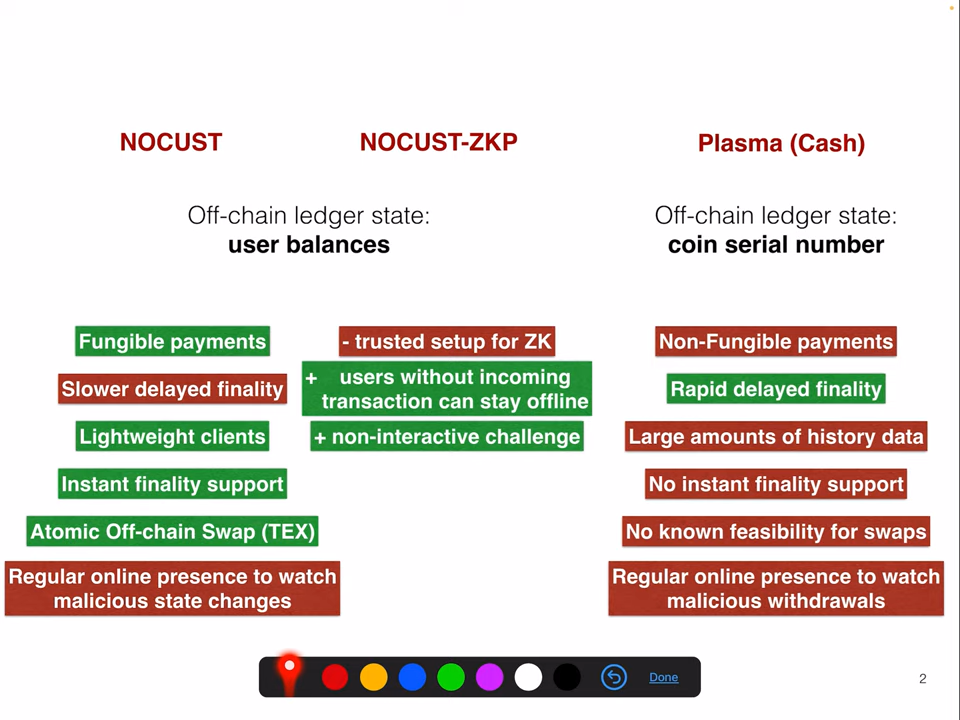 NOCUST
NOCUST-ZKP
Plasma (Cash)
Off-chain ledger state:
user balances
Off-chain ledger state:
coin serial number
Fungible payments
Slower delayed finality
Lightweight clients
Instant finality support
Atomic Off-chain Swap (TEX)
Regular online presence to watch
malicious state changes
- trusted setup for ZK
+ users without incoming
transaction can stay offline
+ non-interactive challenge
Non-Fungible payments
Rapid delayed finality
Large amounts of history data
No instant finality support
No known feasibility for swaps
Regular online presence to watch
malicious withdrawals
Done
2